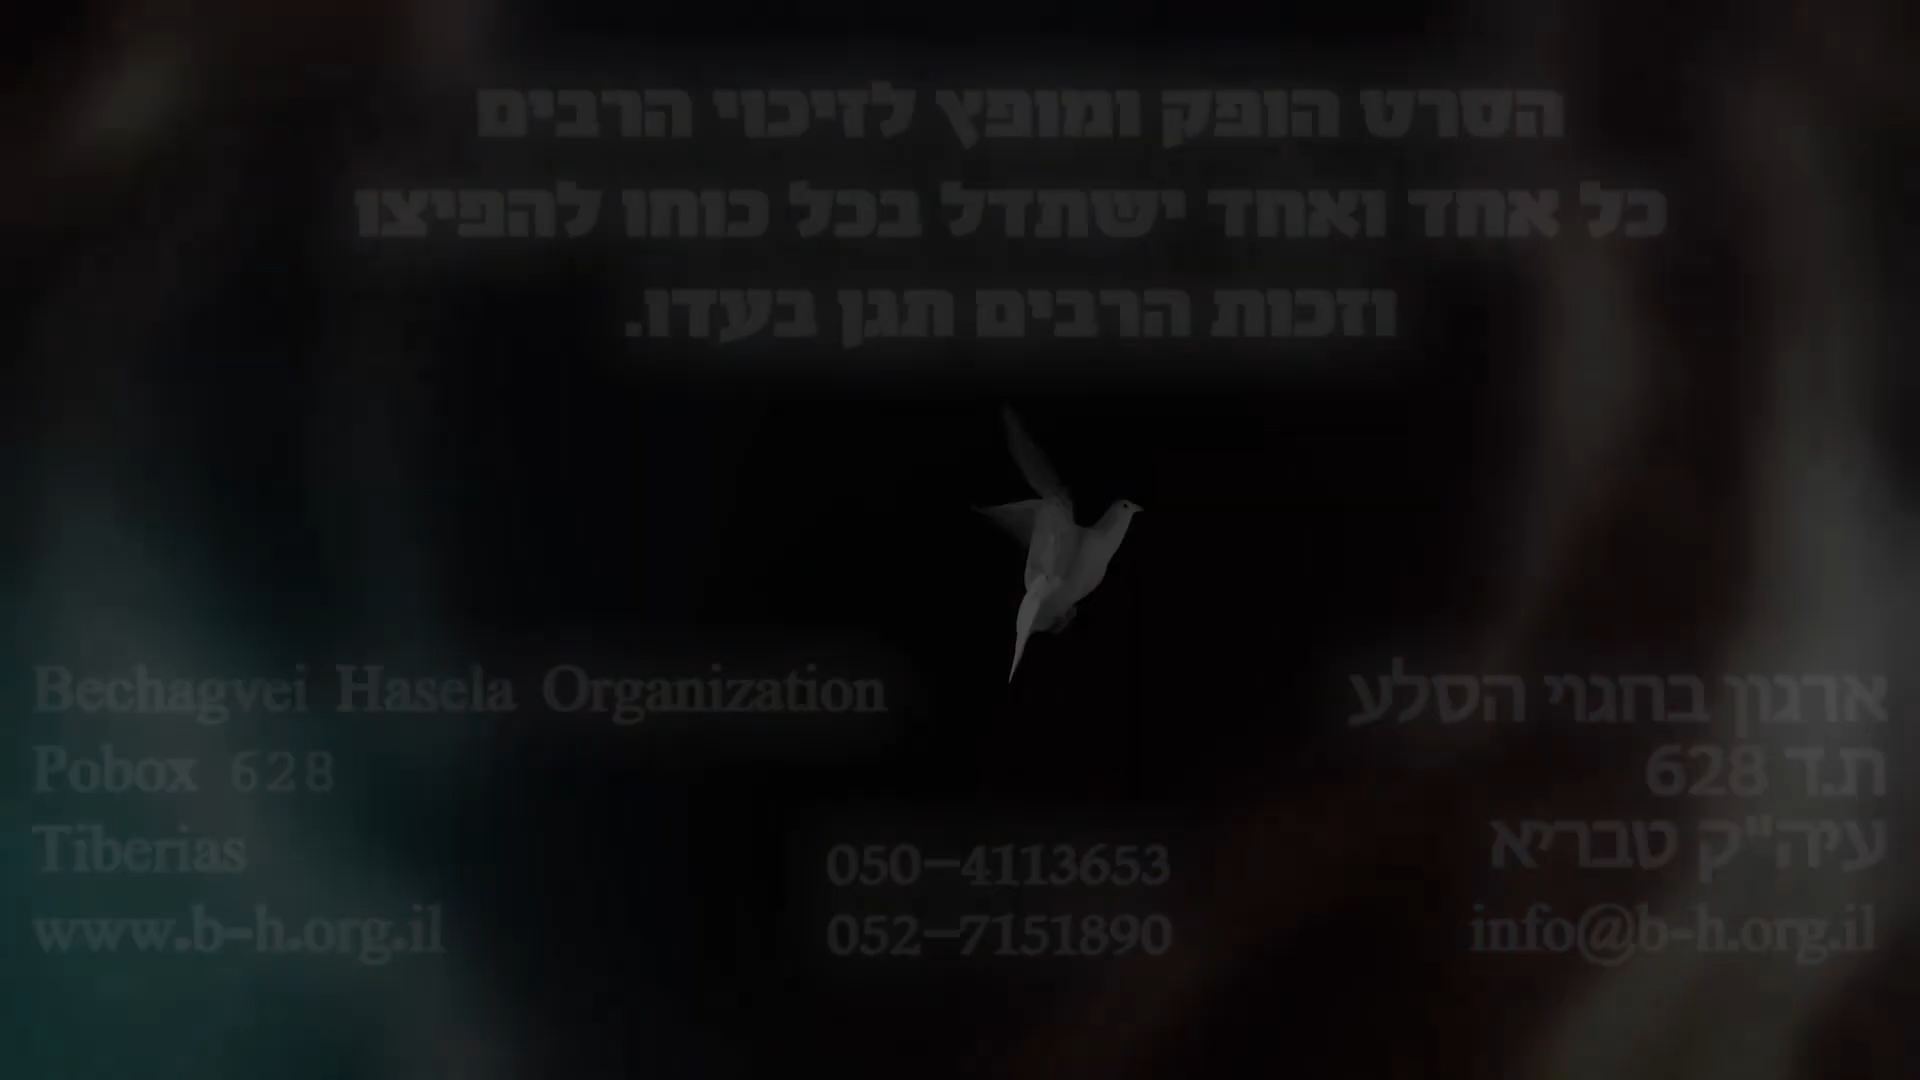 הסרט הופק ומופץ לזיכוי הרבים
כל אחד ואחד ישתדל בכל כוחו להפיצו
וזכות הרבים תגן בעדו.
Bechagvei Hasela Organization
Pobox 628
Tiberias
www.b-h.org.il
050-4113653
052-7151890
ארגון בחגוי הסלע
ת.ד 628
עיה"ק טבריא
info@b-h.org.il